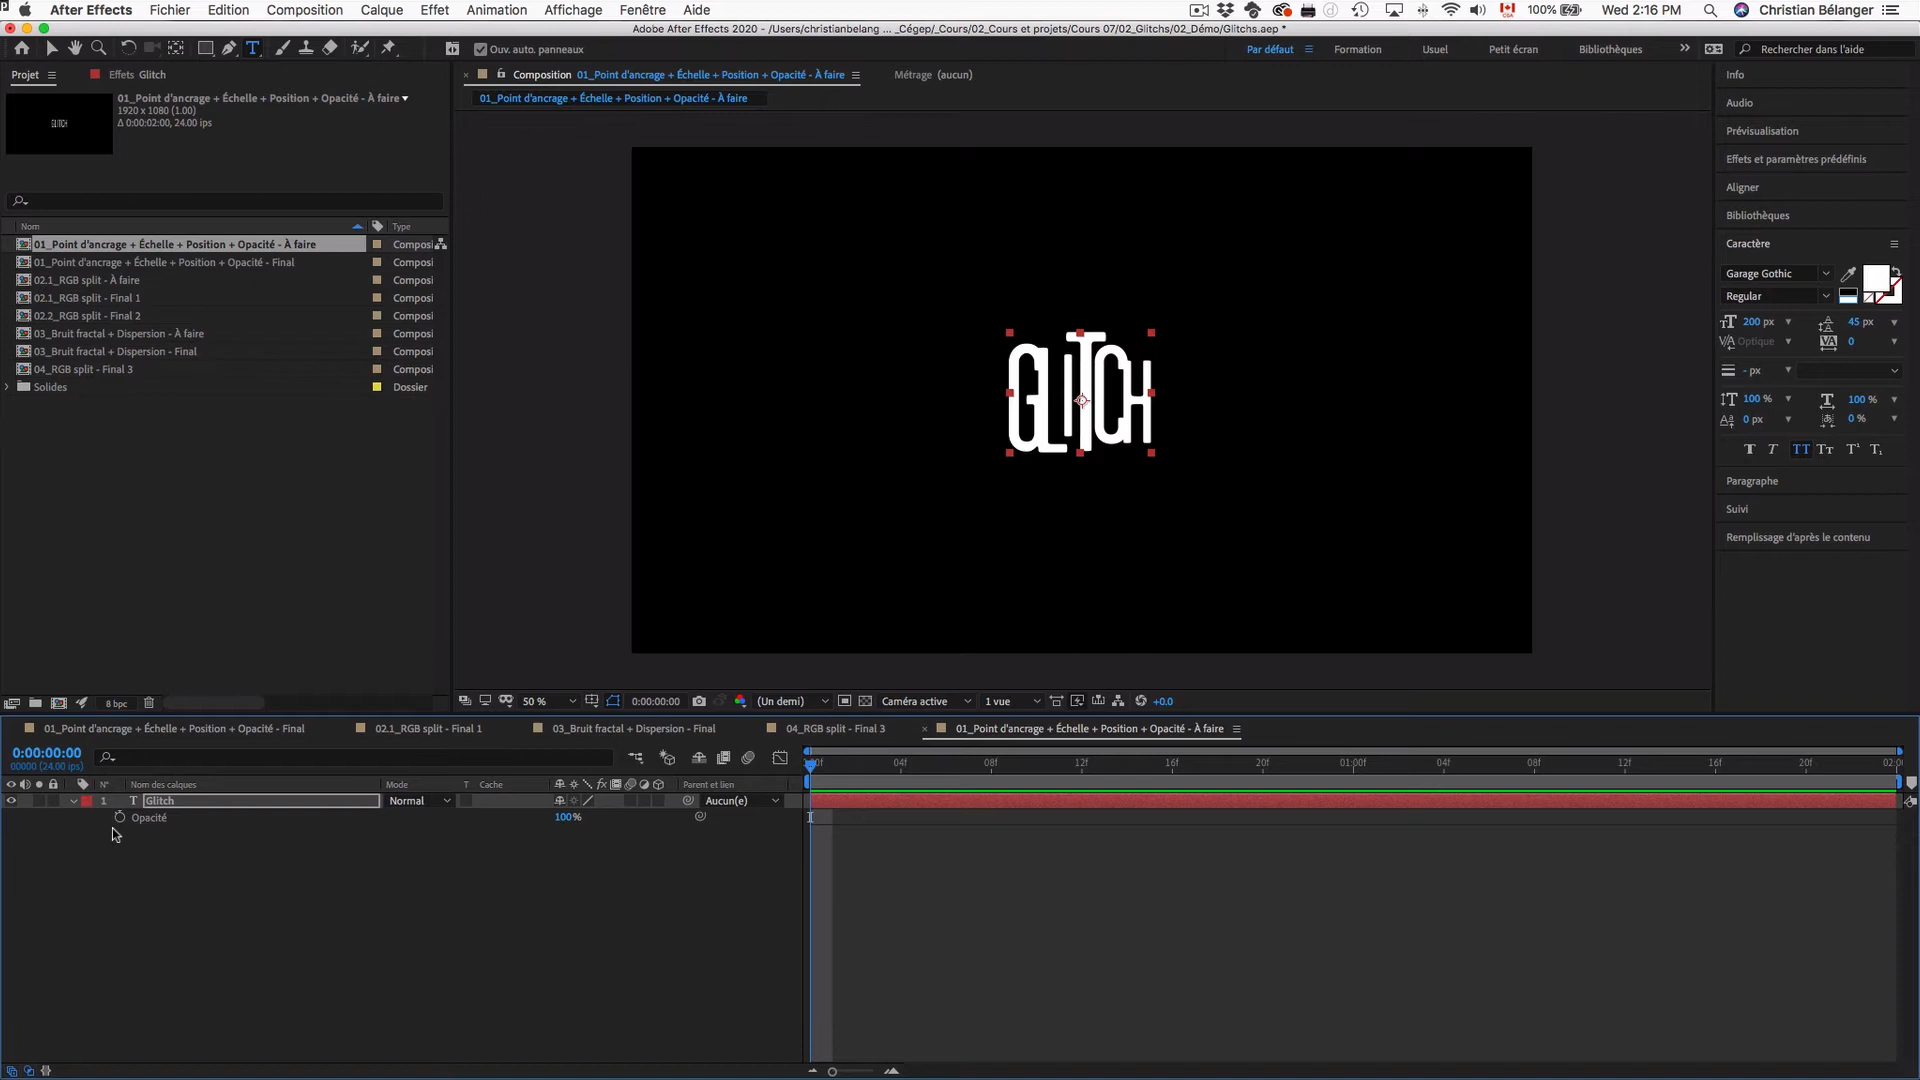 After Effects Fichier Edition Composition Calque Effet Animation Affichage Fenêtre Aide 100% Wed 2:16 PM Christian Bélanger
Adobe After Effects 2020 - /Users/christianbelang ... _Cégep/_Cours/02_Cours et projets/Cours 07/02_Glitchs/02_Démo/Glitchs.aep *
Ouv. auto. panneaux Par défaut Formation Usuel Petit écran Bibliothèques Rechercher dans l'aide
Projet Effets Glitch Composition 01_Point d'ancrage + Échelle + Position + Opacité - À faire Métrage (aucun) Info
01_Point d'ancrage + Échelle + Position + Opacité - À faire
1920 x 1080 (1.00)
Δ 0:00:02:00, 24.00 ips
GLITCH
01_Point d'ancrage + Échelle + Position + Opacité - À faire
Audio
Prévisualisation
Effets et paramètres prédéfinis
Aligner
Bibliothèques
Caractère
Garage Gothic
Regular
200 px 45 px
Optique 0
- px
100 % 100 %
0 px 0 %
Paragraphe
Suivi
Remplissage d'après le contenu
Nom Type
01_Point d'ancrage + Échelle + Position + Opacité - À faire Composi
01_Point d'ancrage + Échelle + Position + Opacité - Final Composi
02.1_RGB split - À faire Composi
02.1_RGB split - Final 1 Composi
02.2_RGB split - Final 2 Composi
03_Bruit fractal + Dispersion - À faire Composi
03_Bruit fractal + Dispersion - Final Composi
04_RGB split - Final 3 Composi
Solides Dossier
GLITCH
8 bpc 50 % 0:00:00:00 (Un demi) Caméra active 1 vue +0.0
01_Point d'ancrage + Échelle + Position + Opacité - Final 02.1_RGB split - Final 1 03_Bruit fractal + Dispersion - Final 04_RGB split - Final 3 01_Point d'ancrage + Échelle + Position + Opacité - À faire
0:00:00:00
00000 (24.00 ips)
04f 08f 12f 16f 20f 01:00f 04f 08f 12f 16f 20f 02:0
N° Nom des calques Mode T Cache Parent et lien
1 T Glitch Normal Aucun(e)
Opacité 100%